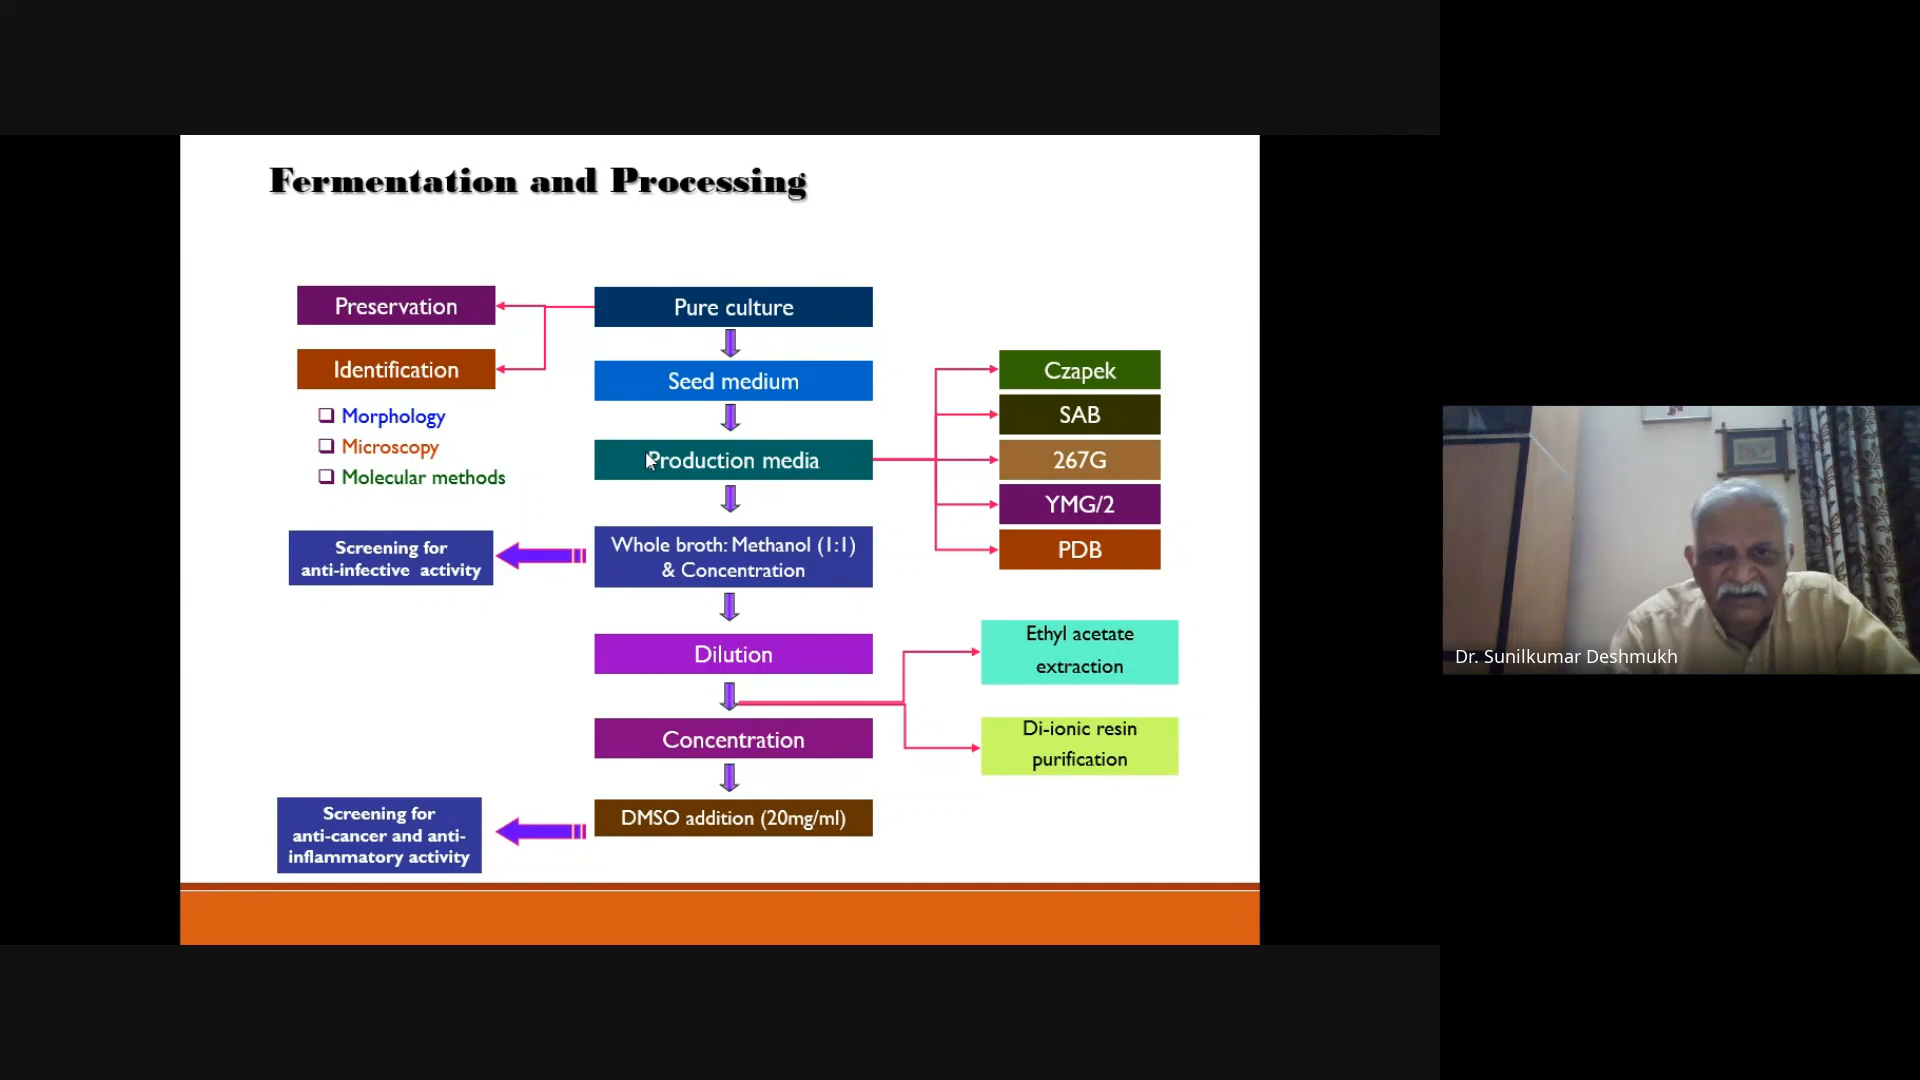 Fermentation and Processing
Preservation
Pure culture
Identification
Seed medium
Czapek
Morphology
SAB
Microscopy
Production media
267G
Molecular methods
YMG/2
Screening for
anti-infective activity
Whole broth: Methanol (1:1)
& Concentration
PDB
Dilution
Ethyl acetate
extraction
Concentration
Di-ionic resin
purification
Screening for
anti-cancer and anti-
inflammatory activity
DMSO addition (20mg/ml)
Dr. Sunilkumar Deshmukh